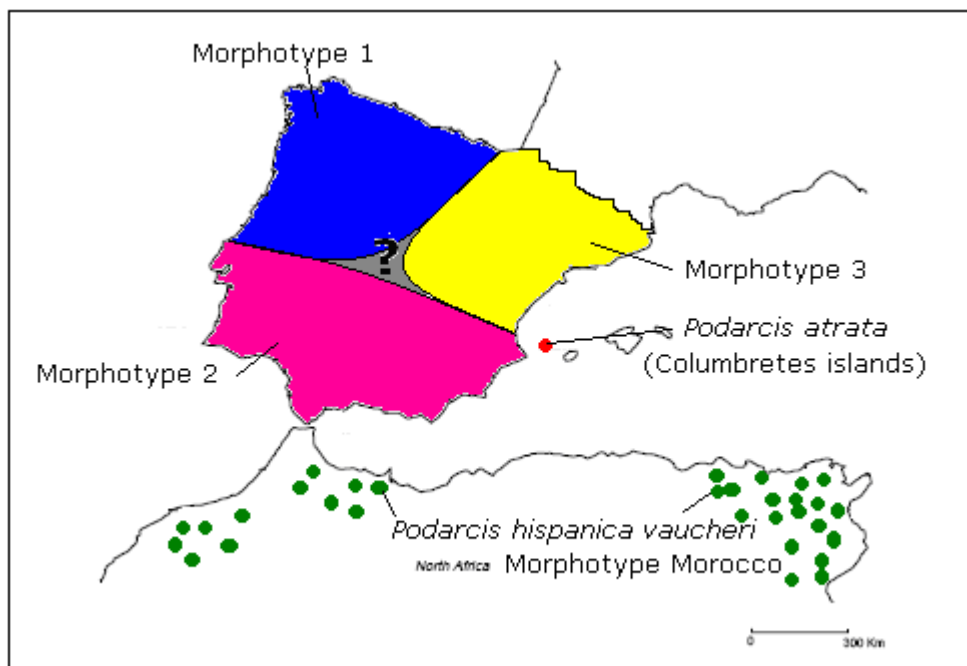 Morphotype 1
?
Morphotype 3
Podarcis atrata
(Columbretes islands)
Morphotype 2
Podarcis hispanica vaucheri
North Africa Morphotype Morocco
0 300 Km